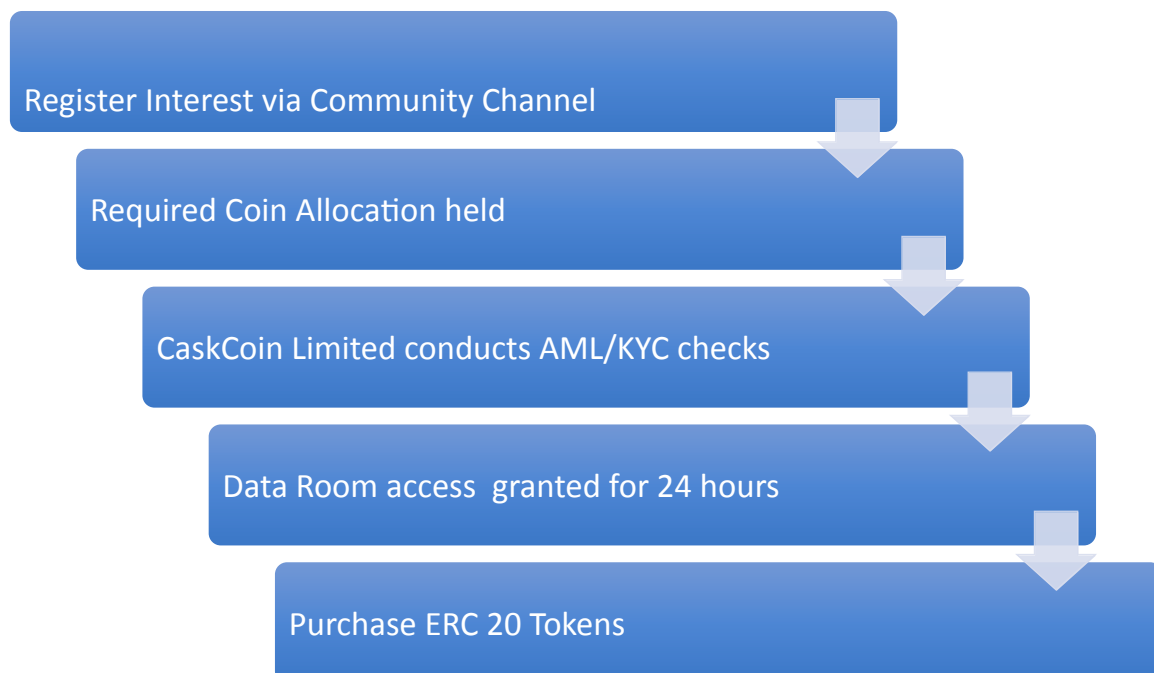 Register Interest via Community Channel
Required Coin Allocation held
CaskCoin Limited conducts AML/KYC checks
Data Room access  granted for 24 hours
Purchase ERC 20 Tokens